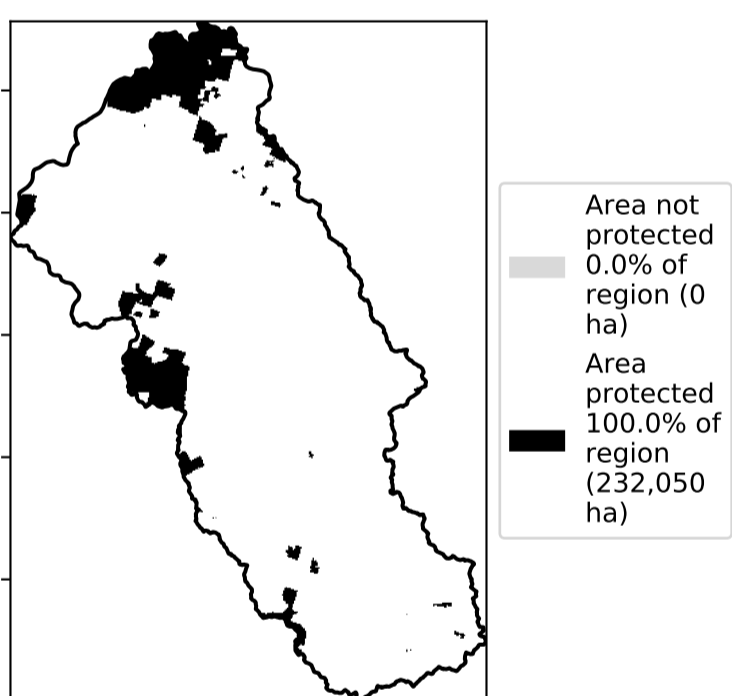 Area not
protected
0.0% of
region (0
ha)
Area
protected
100.0% of
region
(232,050
ha)